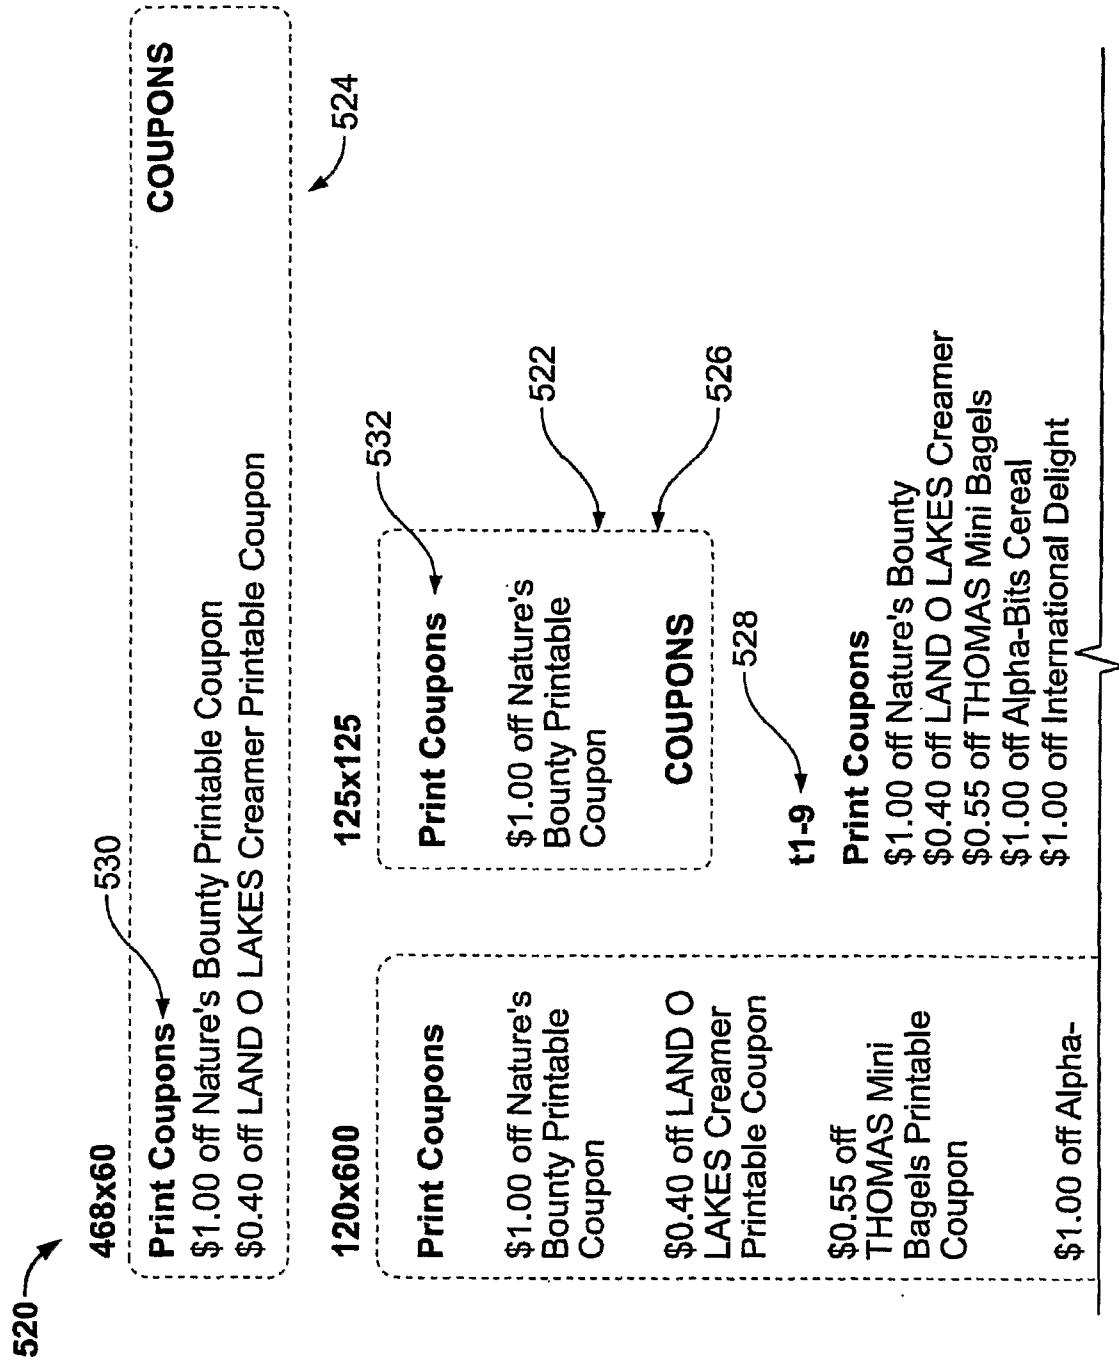 520
468x60
530
Print Coupons
COUPONS
$1.00 off Nature's Bounty Printable Coupon
$0.40 off LAND O LAKES Creamer Printable Coupon
524
120x600
Print Coupons
$1.00 off Nature's
Bounty Printable
Coupon
$0.40 off LAND O
LAKES Creamer
Printable Coupon
$0.55 off
THOMAS Mini
Bagels Printable
Coupon
$1.00 off Alpha-
125x125
532
Print Coupons
$1.00 off Nature's
Bounty Printable
Coupon
522
COUPONS
526
528
t1-9
Print Coupons
$1.00 off Nature's Bounty
$0.40 off LAND O LAKES Creamer
$0.55 off THOMAS Mini Bagels
$1.00 off Alpha-Bits Cereal
$1.00 off International Delight